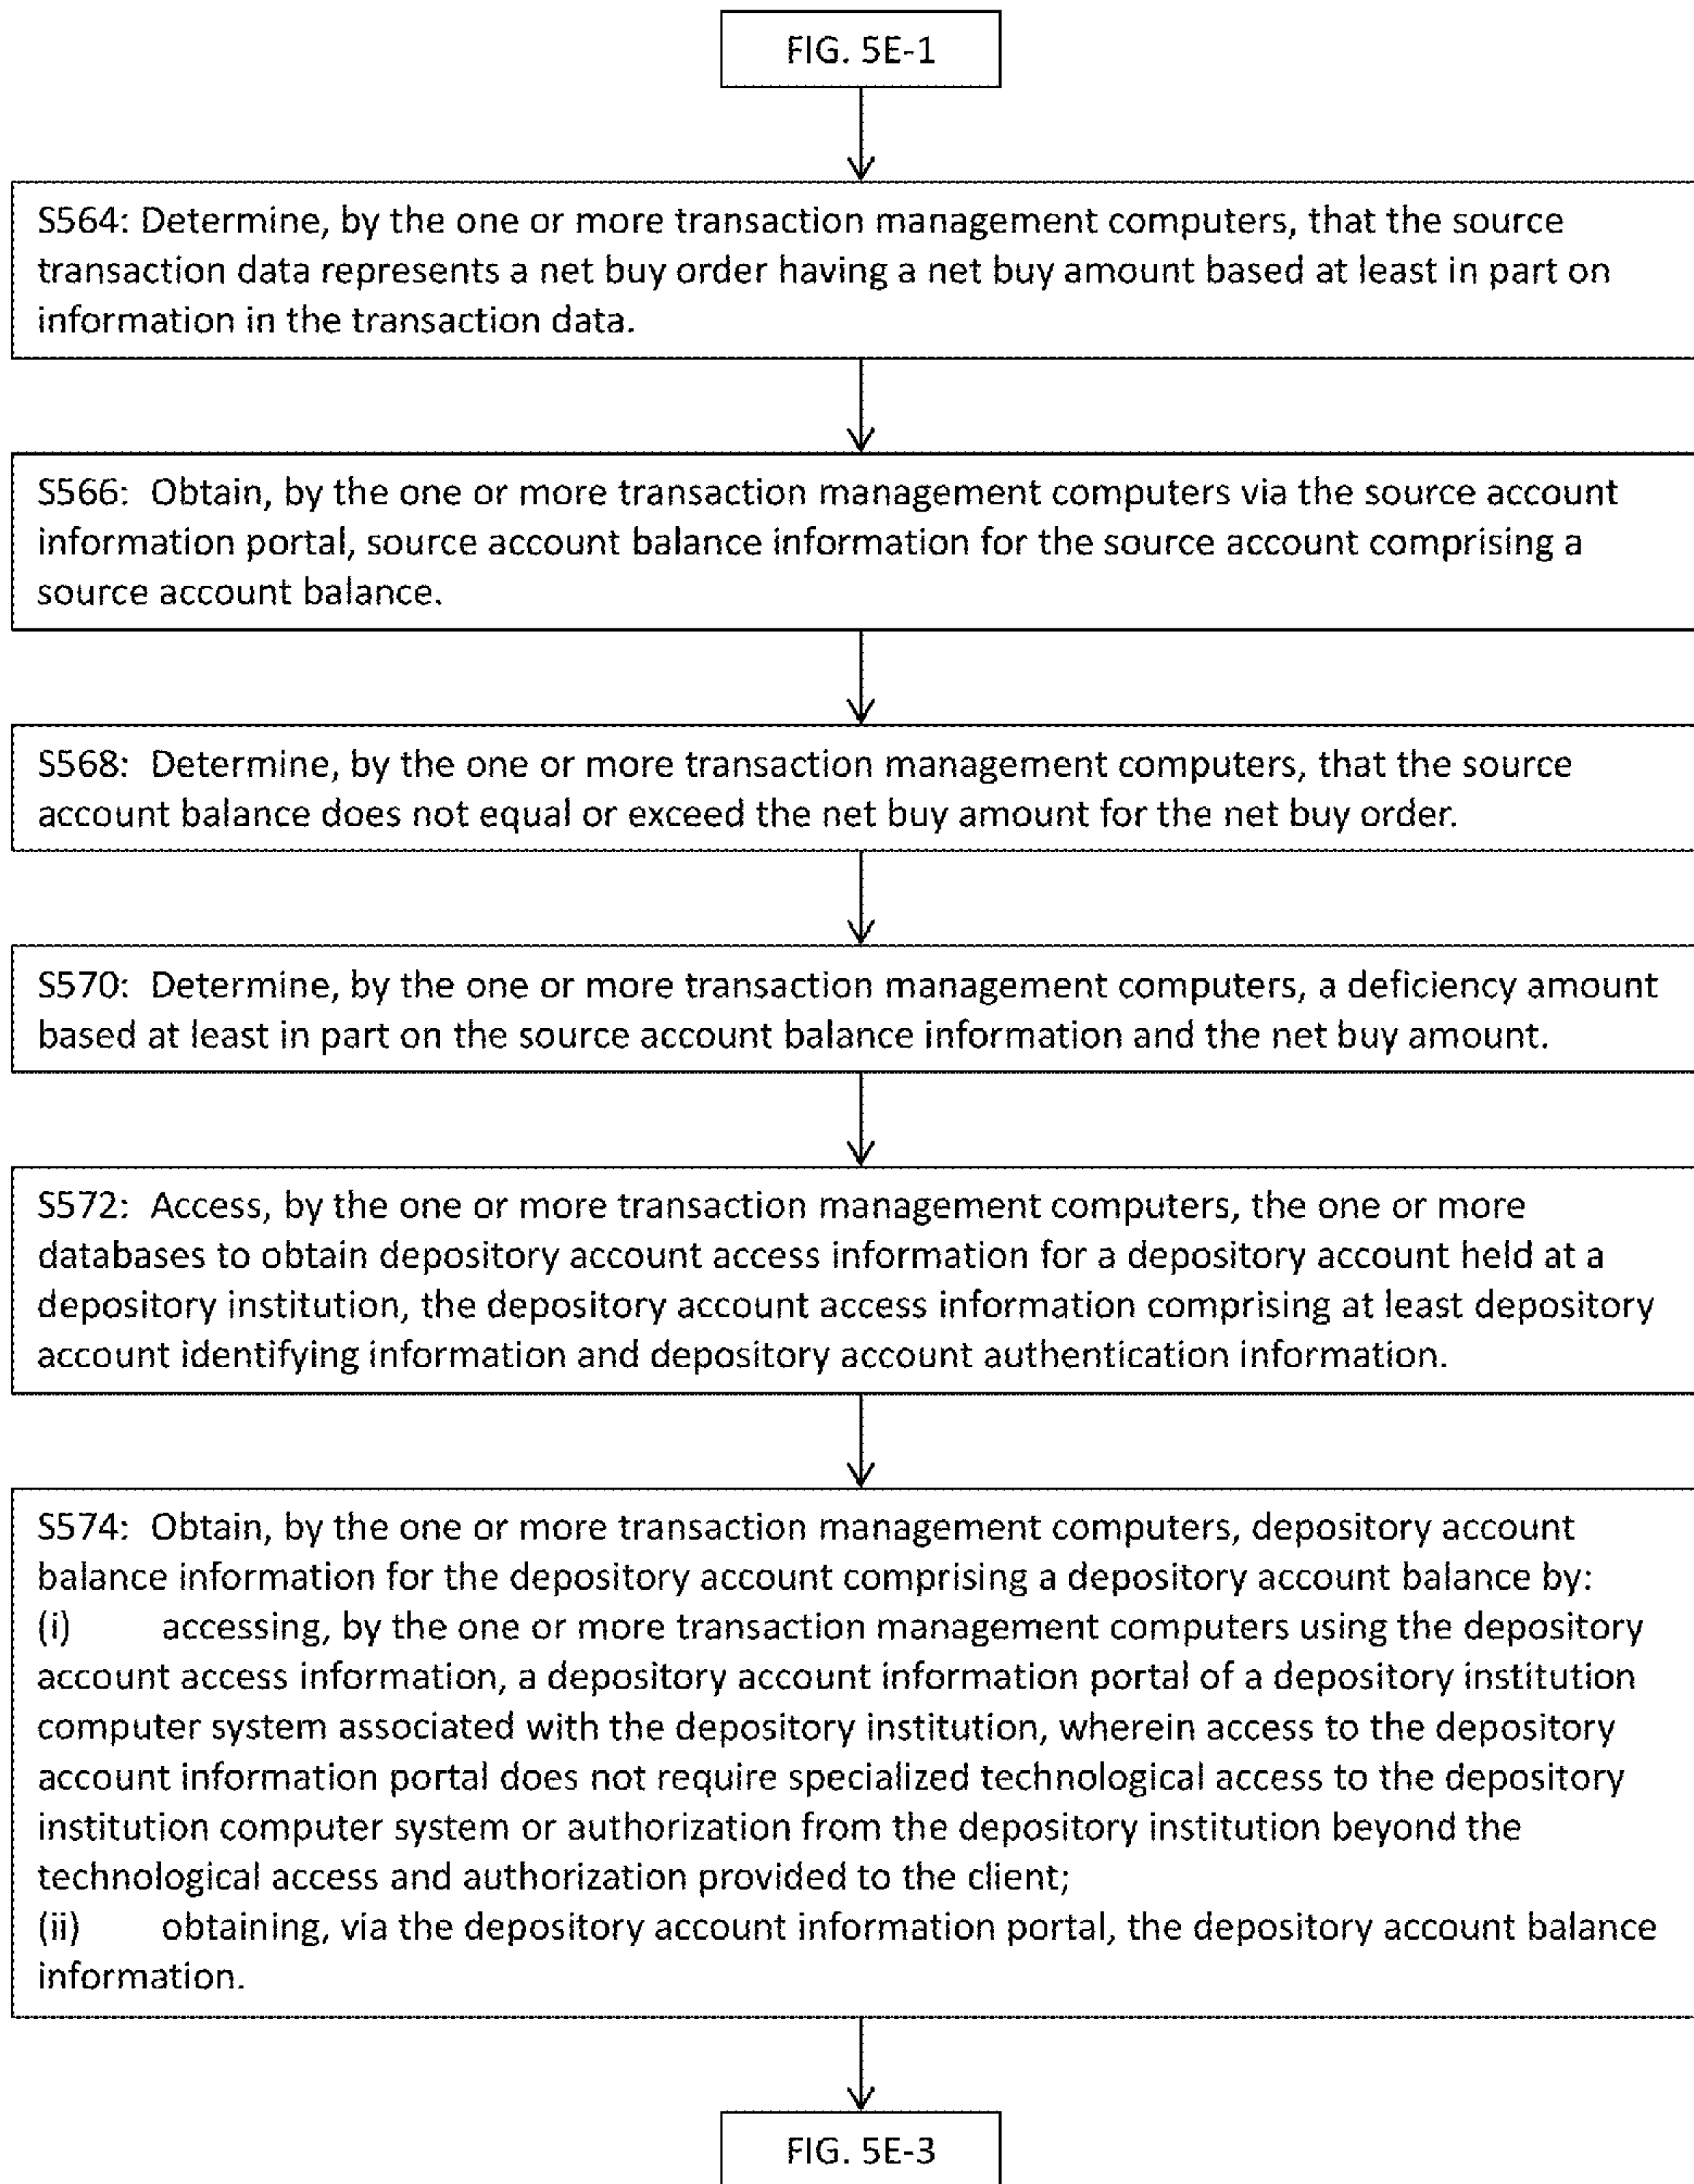 FIG. 5E-1
S564: Determine, by the one or more transaction management computers, that the source
transaction data represents a net buy order having a net buy amount based at least in part on
information in the transaction data.
S566: Obtain, by the one or more transaction management computers via the source account
information portal, source account balance information for the source account comprising a
source account balance.
S568: Determine, by the one or more transaction management computers, that the source
account balance does not equal or exceed the net buy amount for the net buy order.
S570: Determine, by the one or more transaction management computers, a deficiency amount
based at least in part on the source account balance information and the net buy amount.
S572: Access, by the one or more transaction management computers, the one or more
databases to obtain depository account access information for a depository account held at a
depository institution, the depository account access information comprising at least depository
account identifying information and depository account authentication information.
S574: Obtain, by the one or more transaction management computers, depository account
balance information for the depository account comprising a depository account balance by:
(i) accessing, by the one or more transaction management computers using the depository
account access information, a depository account information portal of a depository institution
computer system associated with the depository institution, wherein access to the depository
account information portal does not require specialized technological access to the depository
institution computer system or authorization from the depository institution beyond the
technological access and authorization provided to the client;
(ii) obtaining, via the depository account information portal, the depository account balance
information.
FIG. 5E-3